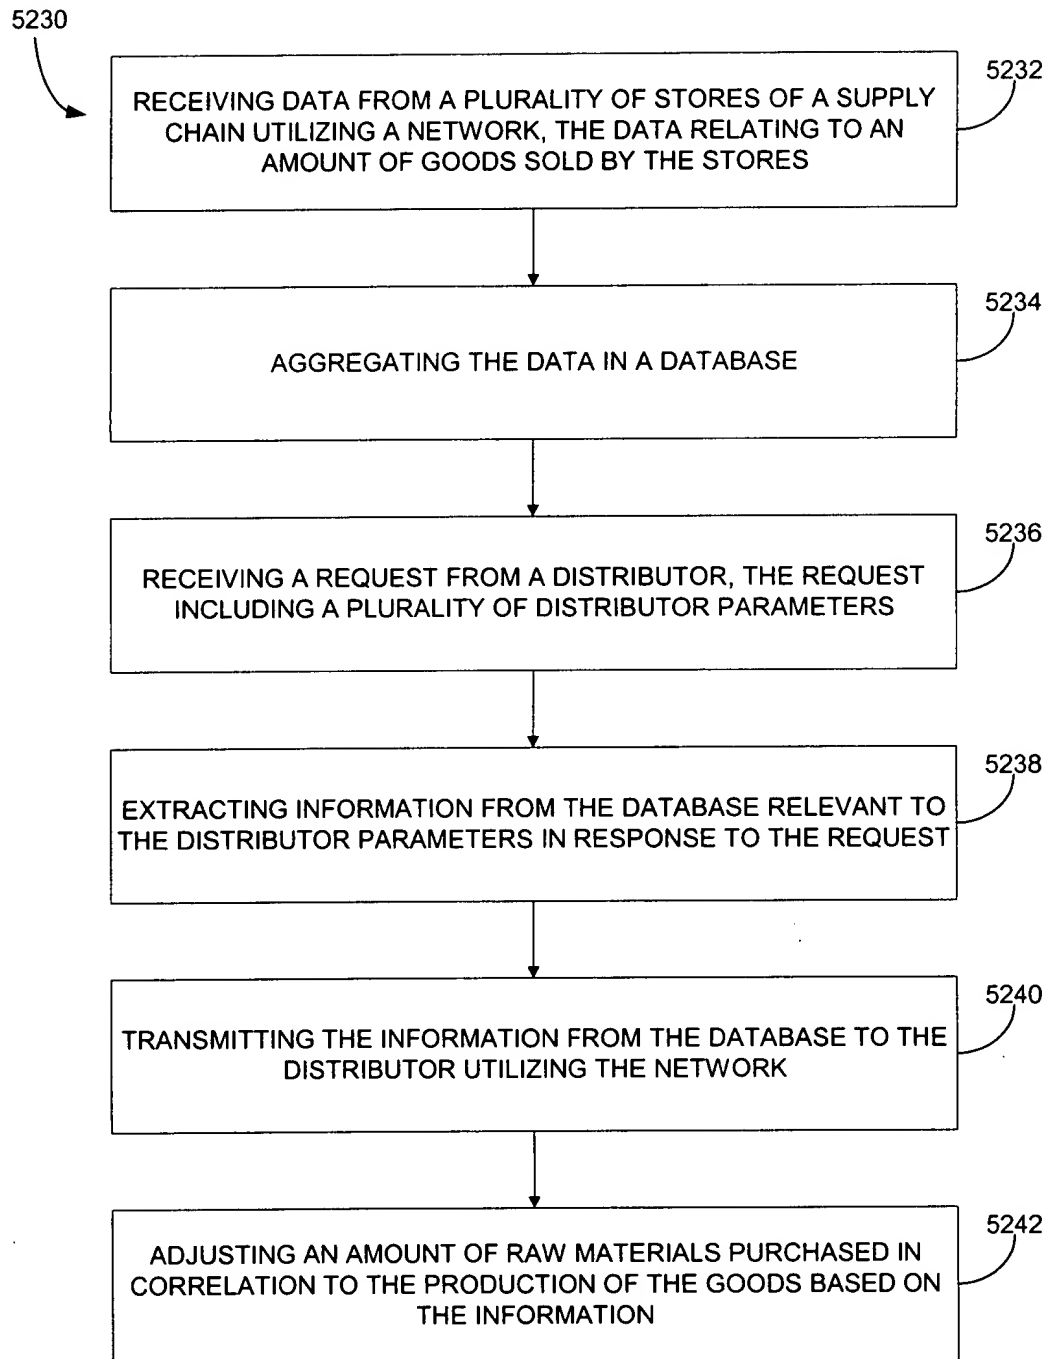 5230
5232
RECEIVING DATA FROM A PLURALITY OF STORES OF A SUPPLY
CHAIN UTILIZING A NETWORK, THE DATA RELATING TO AN
AMOUNT OF GOODS SOLD BY THE STORES
5234
AGGREGATING THE DATA IN A DATABASE
5236
RECEIVING A REQUEST FROM A DISTRIBUTOR, THE REQUEST
INCLUDING A PLURALITY OF DISTRIBUTOR PARAMETERS
5238
EXTRACTING INFORMATION FROM THE DATABASE RELEVANT TO
THE DISTRIBUTOR PARAMETERS IN RESPONSE TO THE REQUEST
5240
TRANSMITTING THE INFORMATION FROM THE DATABASE TO THE
DISTRIBUTOR UTILIZING THE NETWORK
5242
ADJUSTING AN AMOUNT OF RAW MATERIALS PURCHASED IN
CORRELATION TO THE PRODUCTION OF THE GOODS BASED ON
THE INFORMATION